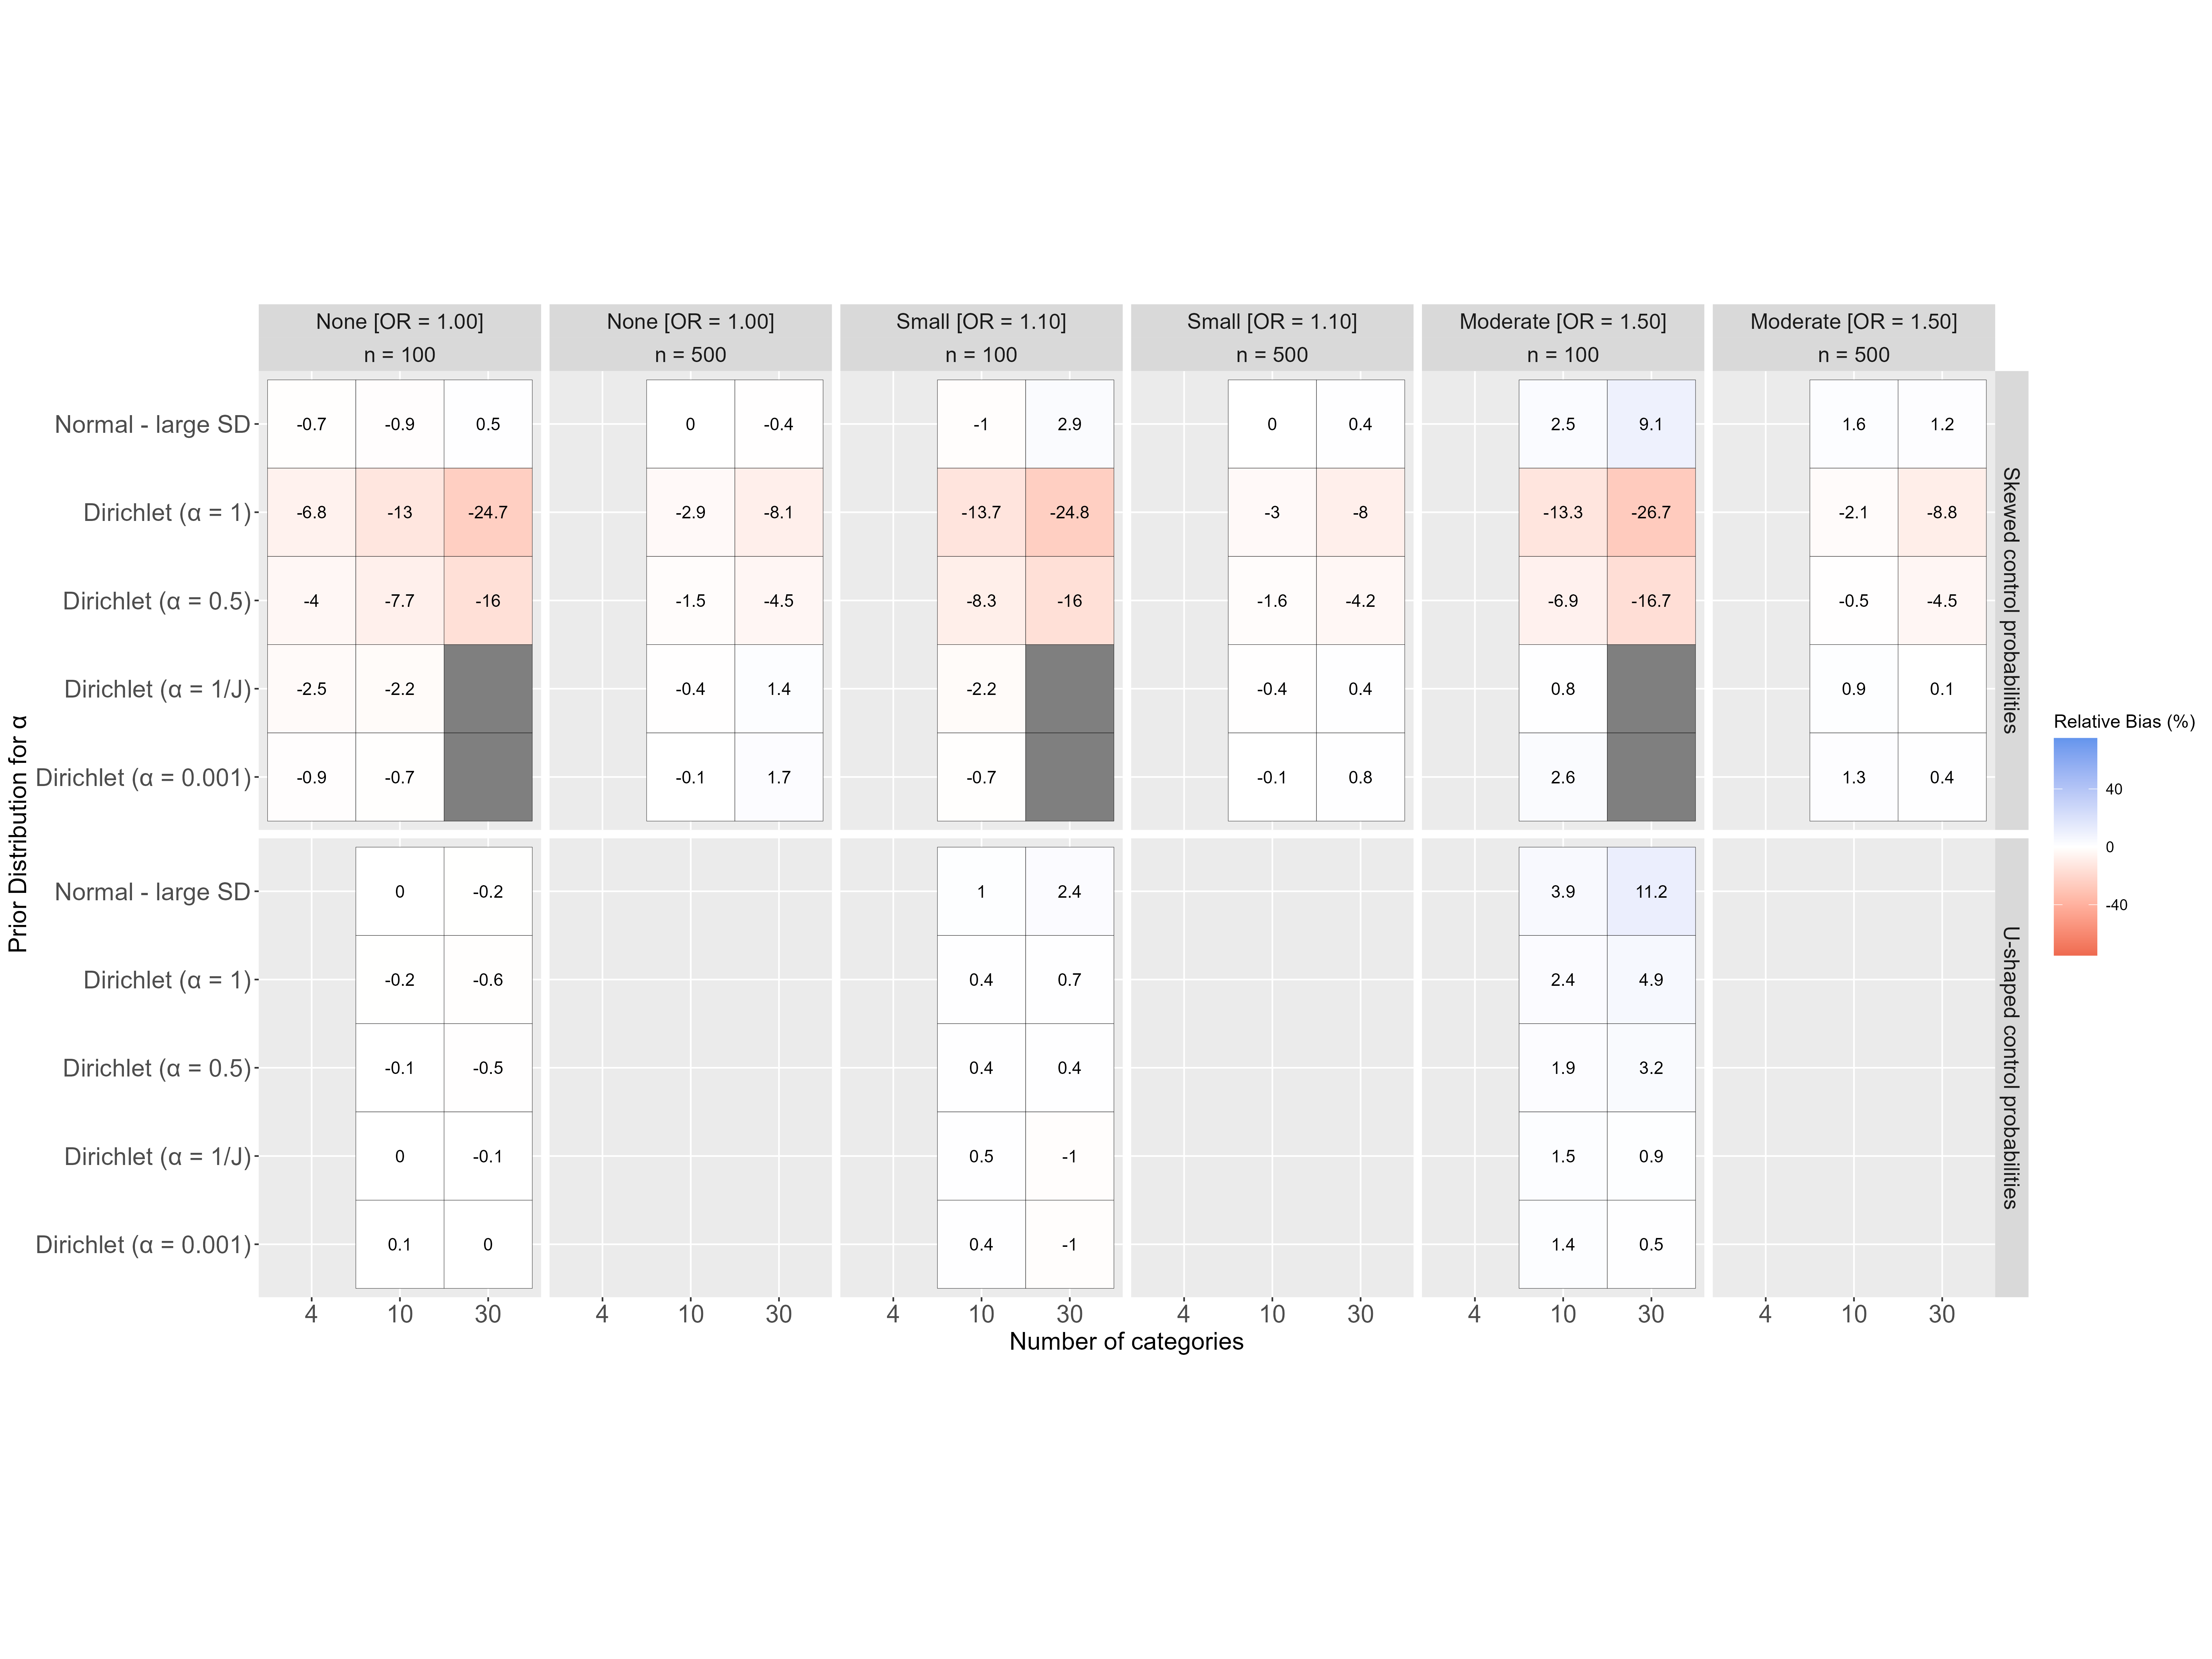 None [OR = 1.00] None [OR = 1.00] Small [OR = 1.10] Small [OR = 1.10] Moderate [OR = 1.50] Moderate [OR = 1.50]
n = 100 n = 500 n = 100 n = 500 n = 100 n = 500
Normal - large SD -0.7 -0.9 0.5 0 -0.4 -1 2.9 0 0.4 2.5 9.1 1.6 1.2
Dirichlet (α = 1) -6.8 -13 -24.7 -2.9 -8.1 -13.7 -24.8 -3 -8 -13.3 -26.7 -2.1 -8.8
Dirichlet (α = 0.5) -4 -7.7 -16 -1.5 -4.5 -8.3 -16 -1.6 -4.2 -6.9 -16.7 -0.5 -4.5
Dirichlet (α = 1/J) -2.5 -2.2 -0.4 1.4 -2.2 -0.4 0.4 0.8 0.9 0.1
Dirichlet (α = 0.001) -0.9 -0.7 -0.1 1.7 -0.7 -0.1 0.8 2.6 1.3 0.4
Skewed control probabilities
Normal - large SD 0 -0.2 1 2.4 3.9 11.2
Dirichlet (α = 1) -0.2 -0.6 0.4 0.7 2.4 4.9
Dirichlet (α = 0.5) -0.1 -0.5 0.4 0.4 1.9 3.2
Dirichlet (α = 1/J) 0 -0.1 0.5 -1 1.5 0.9
Dirichlet (α = 0.001) 0.1 0 0.4 -1 1.4 0.5
U-shaped control probabilities
4 10 30 4 10 30 4 10 30 4 10 30 4 10 30 4 10 30
Number of categories
Prior Distribution for α
Relative Bias (%)
40
0
-40